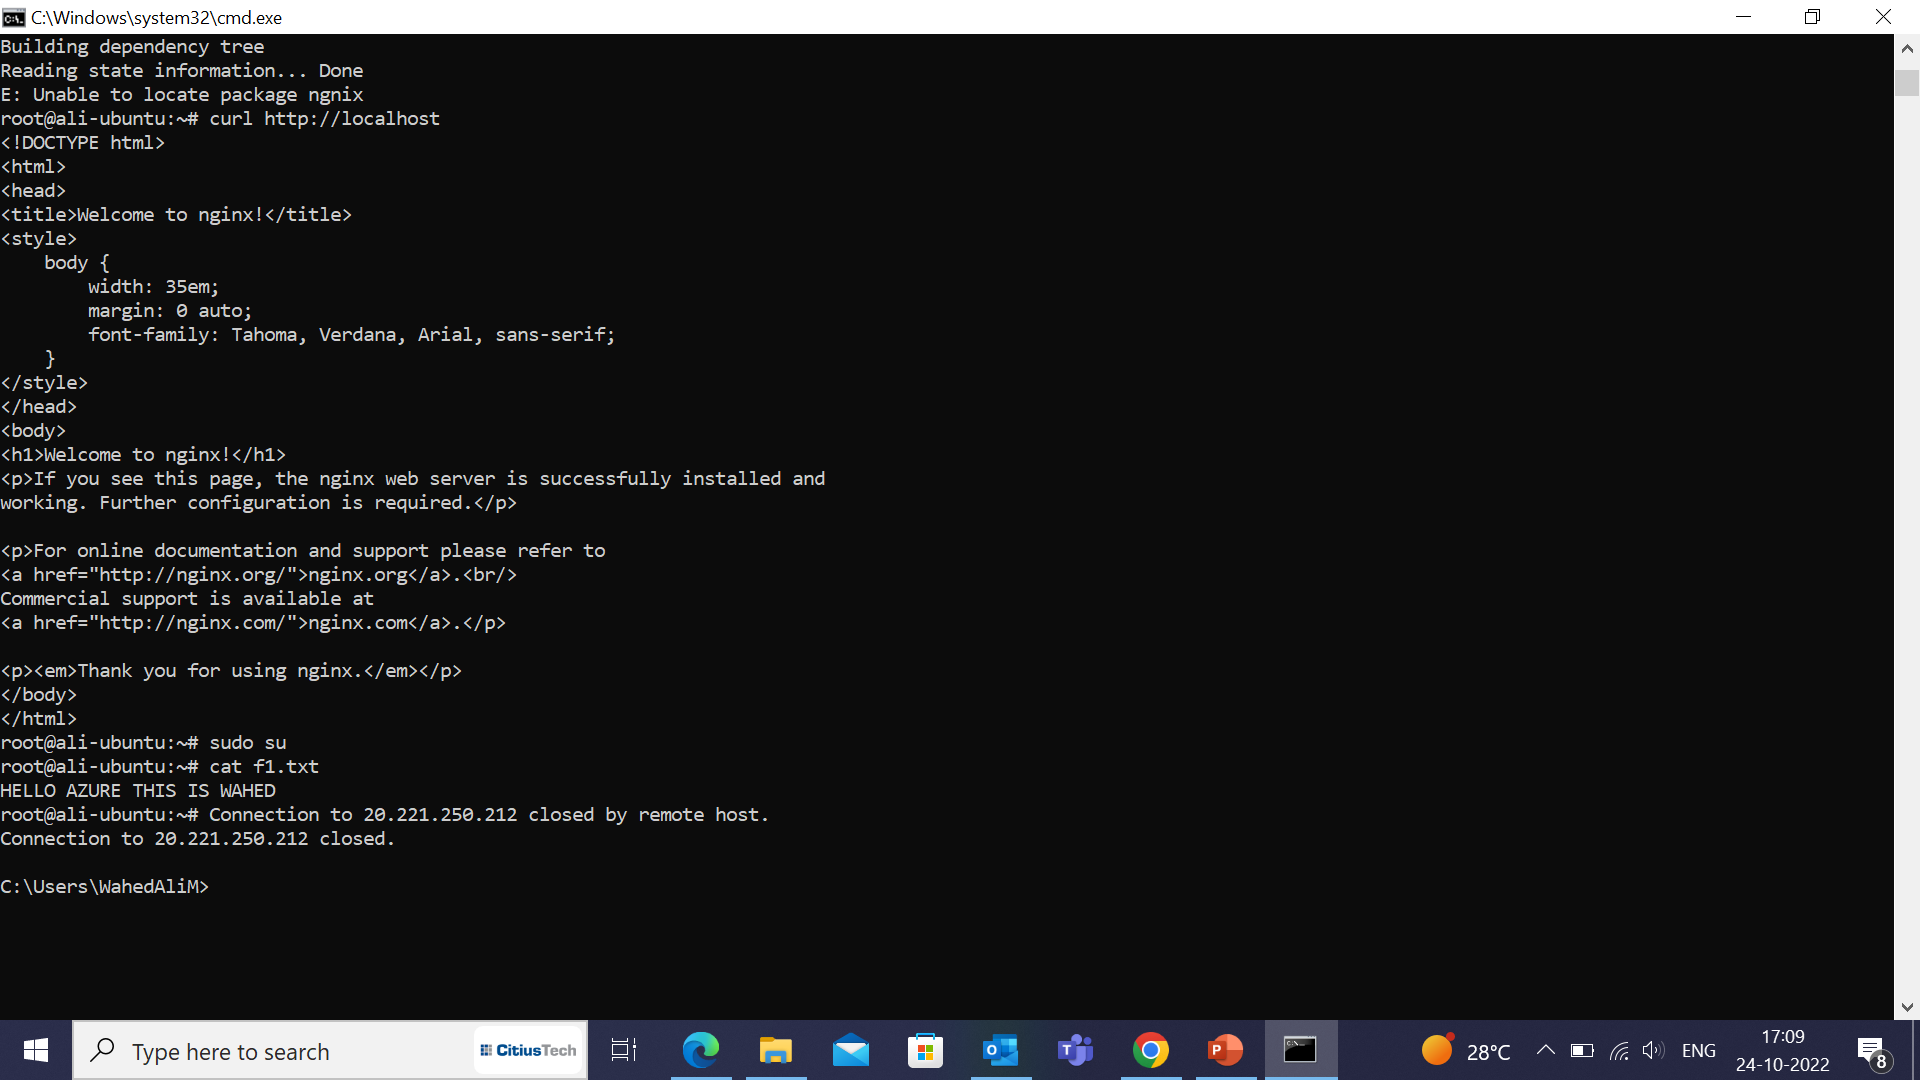 C:\Windows\system32\cmd.exe
Building dependency tree
Reading state information... Done
E: Unable to locate package ngnix
root@ali-ubuntu:~# curl http://localhost
<!DOCTYPE html>
<html>
<head>
<title>Welcome to nginx!</title>
<style>
    body {
        width: 35em;
        margin: 0 auto;
        font-family: Tahoma, Verdana, Arial, sans-serif;
    }
</style>
</head>
<body>
<h1>Welcome to nginx!</h1>
<p>If you see this page, the nginx web server is successfully installed and
working. Further configuration is required.</p>

<p>For online documentation and support please refer to
<a href="http://nginx.org/">nginx.org</a>.<br/>
Commercial support is available at
<a href="http://nginx.com/">nginx.com</a>.</p>

<p><em>Thank you for using nginx.</em></p>
</body>
</html>
root@ali-ubuntu:~# sudo su
root@ali-ubuntu:~# cat f1.txt
HELLO AZURE THIS IS WAHED
root@ali-ubuntu:~# Connection to 20.221.250.212 closed by remote host.
Connection to 20.221.250.212 closed.

C:\Users\WahedAliM>
Type here to search
CitiusTech
28°C
ENG
17:09
24-10-2022
8